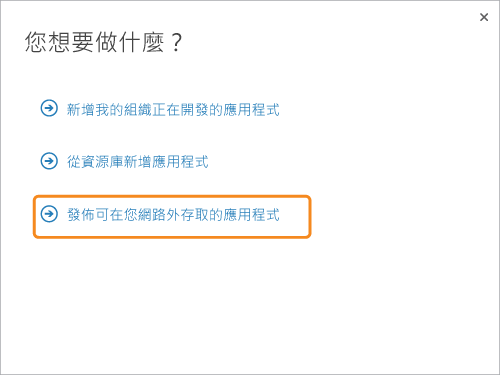 您想要做什麼？
新增我的組織正在開發的應用程式
從資源庫新增應用程式
發佈可在您網路外存取的應用程式